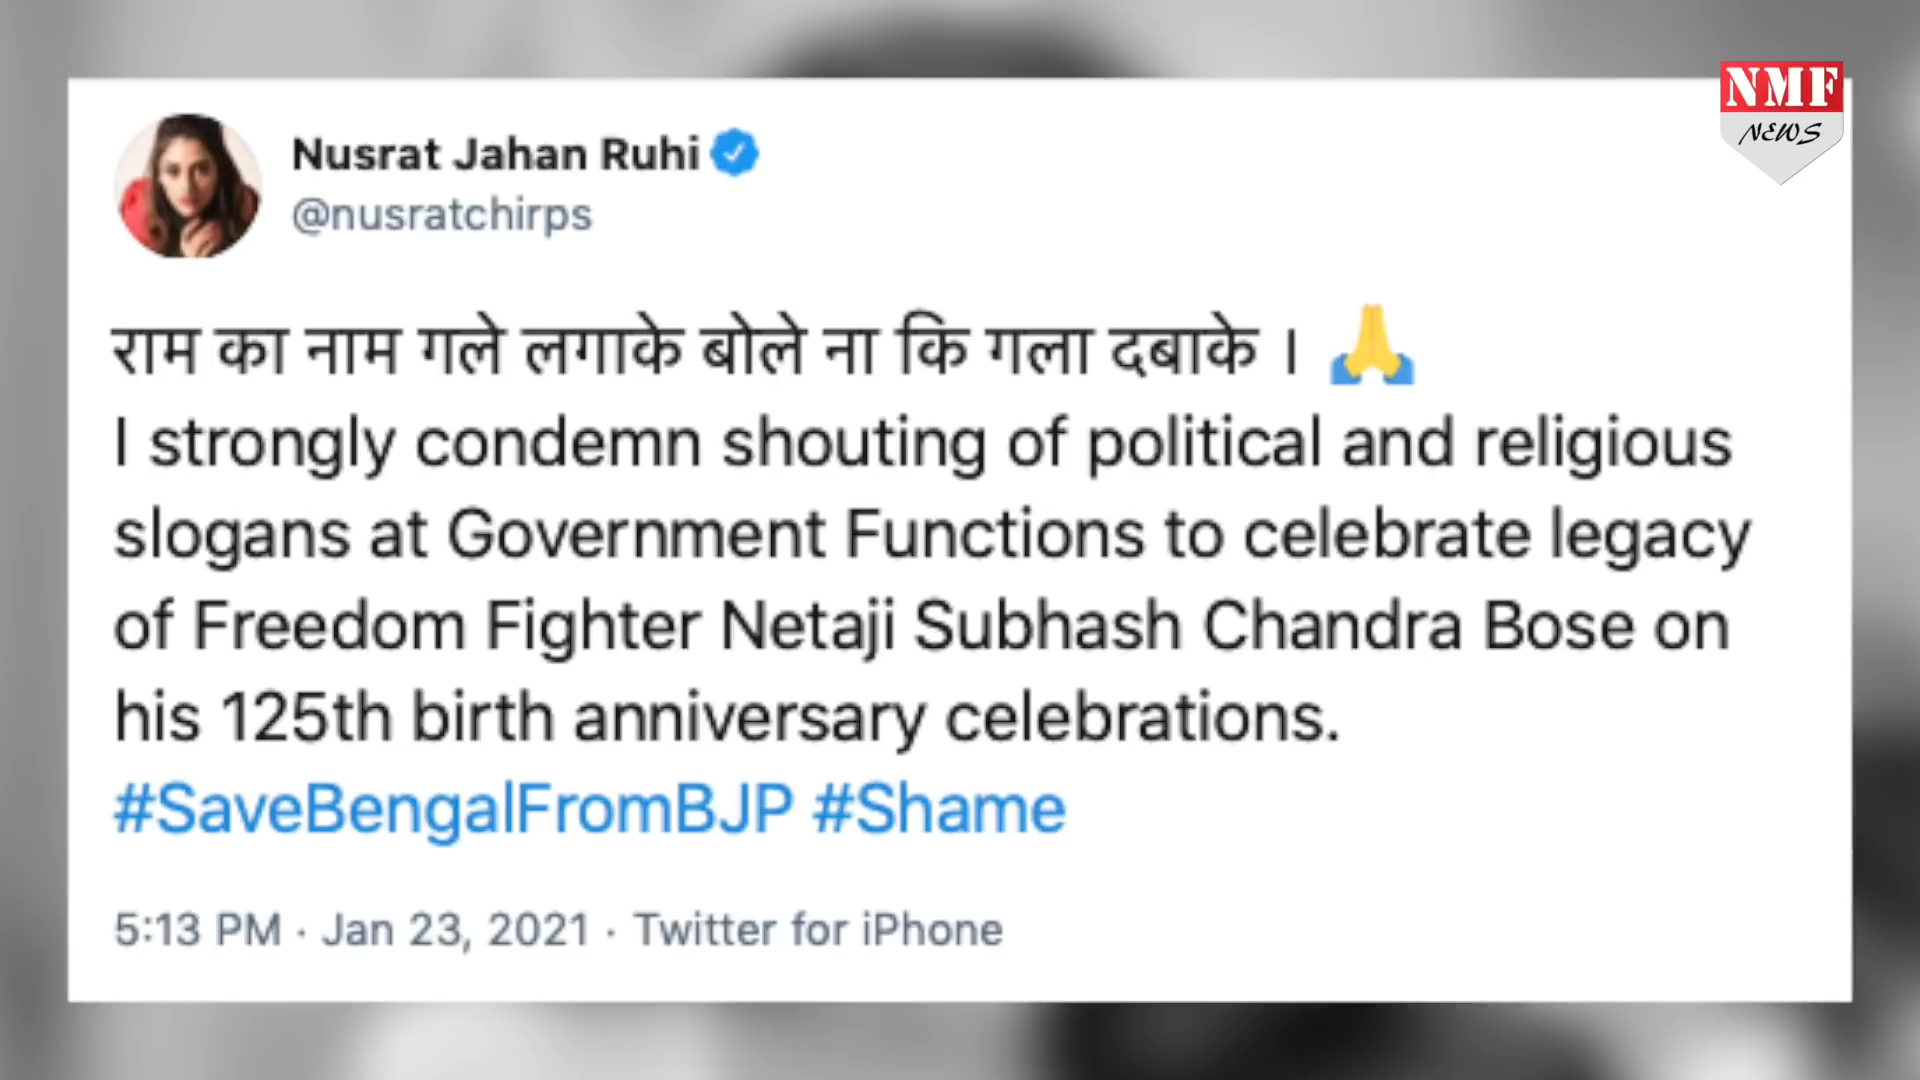 NMF
NEWS
Nusrat Jahan Ruhi
@nusratchirps
राम का नाम गले लगाके बोले ना कि गला दबाके । 🙏
I strongly condemn shouting of political and religious
slogans at Government Functions to celebrate legacy
of Freedom Fighter Netaji Subhash Chandra Bose on
his 125th birth anniversary celebrations.
#SaveBengalFromBJP #Shame
5:13 PM · Jan 23, 2021 · Twitter for iPhone